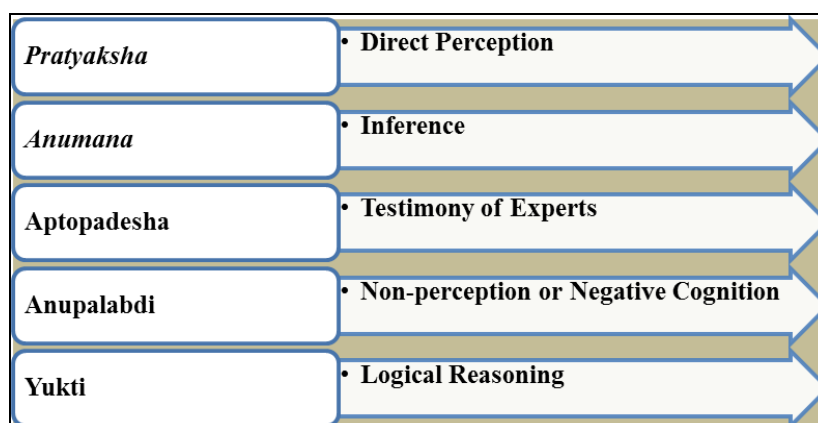 Pratyaksha
• Direct Perception
Anumana
• Inference
Aptopadesha
• Testimony of Experts
Anupalabdi
• Non-perception or Negative Cognition
Yukti
• Logical Reasoning